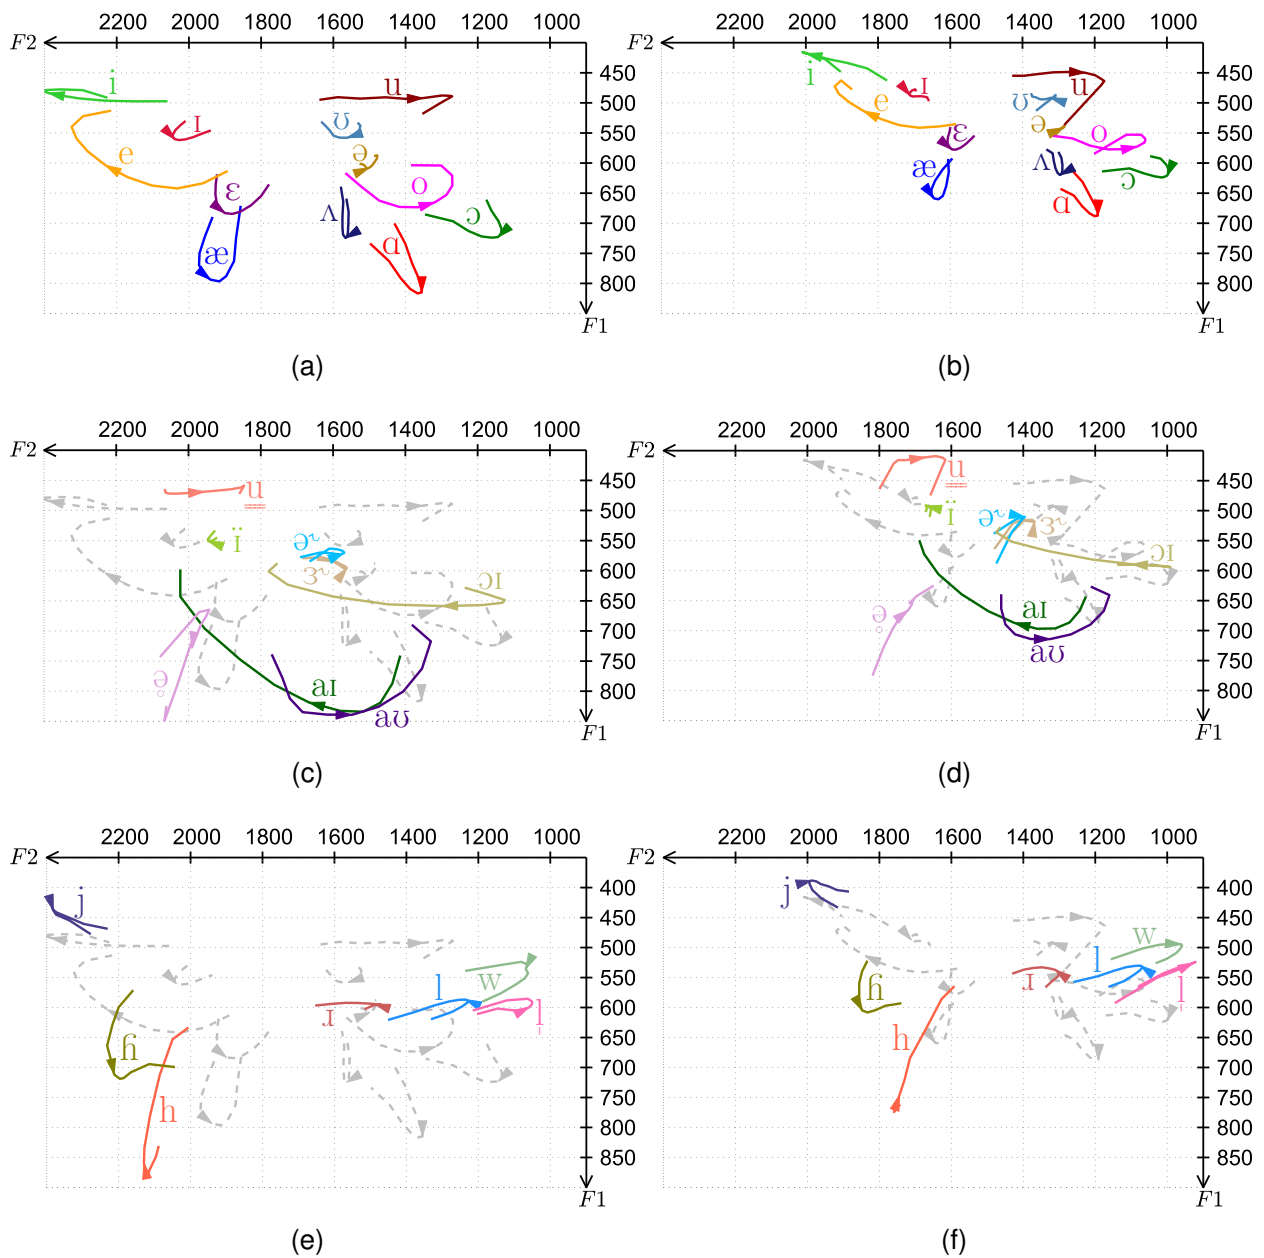 F2 2200 2000 1800 1600 1400 1200 1000
i u
ɪ ʊ
e ə
ɛ o
ʌ ɔ
æ ɑ
450
500
550
600
650
700
750
800
F1
(a)
F2 2200 2000 1800 1600 1400 1200 1000
i ɪ u
e ʊ
ɛ ə o
æ ʌ ɔ
ɑ
450
500
550
600
650
700
750
800
F1
(b)
F2 2200 2000 1800 1600 1400 1200 1000
ṳ
ɪ̈ ɚ
ɝ ɔɪ
ə̥ aɪ
aʊ
450
500
550
600
650
700
750
800
F1
(c)
F2 2200 2000 1800 1600 1400 1200 1000
ṳ
ɪ̈ ɚ ɝ
ɔɪ
ə̥ aɪ
aʊ
450
500
550
600
650
700
750
800
F1
(d)
F2 2200 2000 1800 1600 1400 1200 1000
j
w
l
ɹ l̩
ɦ
h
400
450
500
550
600
650
700
750
800
850
F1
(e)
F2 2200 2000 1800 1600 1400 1200 1000
j
w
l
ɹ l̩
ɦ
h
400
450
500
550
600
650
700
750
800
850
F1
(f)